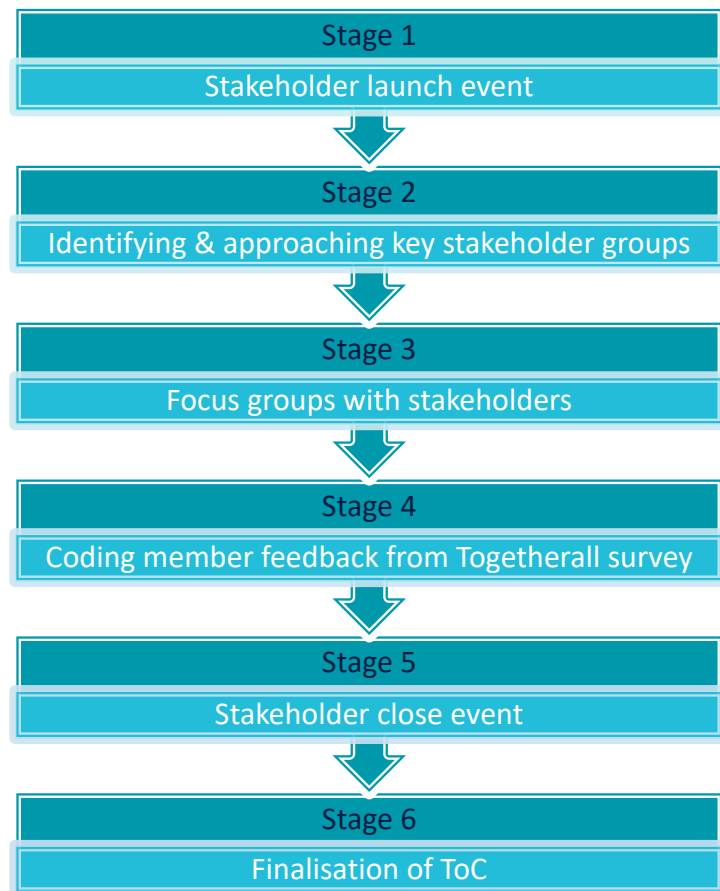 Stage 1
Stakeholder launch event
Stage 2
Identifying & approaching key stakeholder groups
Stage 3
Focus groups with stakeholders
Stage 4
Coding member feedback from Togetherall survey
Stage 5
Stakeholder close event
Stage 6
Finalisation of ToC